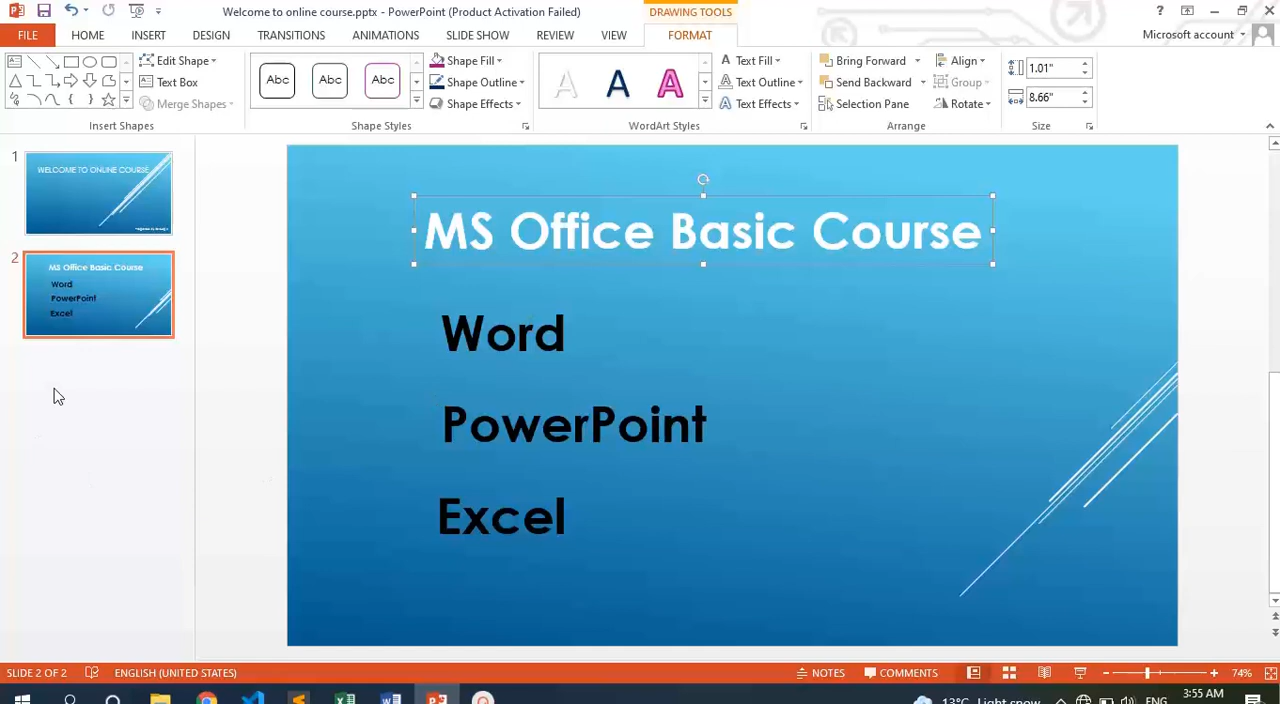 Welcome to online course.pptx - PowerPoint (Product Activation Failed)
DRAWING TOOLS
?
FILE HOME INSERT DESIGN TRANSITIONS ANIMATIONS SLIDE SHOW REVIEW VIEW FORMAT
Microsoft account
Edit Shape
Text Box
Merge Shapes
Insert Shapes
Abc Abc Abc
Shape Fill
Shape Outline
Shape Effects
Shape Styles
A A A
Text Fill
Text Outline
Text Effects
WordArt Styles
Bring Forward
Send Backward
Selection Pane
Align
Group
Rotate
Arrange
1.01"
8.66"
Size
1
WELCOME TO ONLINE COURSE
2
MS Office Basic Course
Word
PowerPoint
Excel
MS Office Basic Course
Word
PowerPoint
Excel
SLIDE 2 OF 2 ENGLISH (UNITED STATES) NOTES COMMENTS 74%
13°C Light snow ENG 3:55 AM